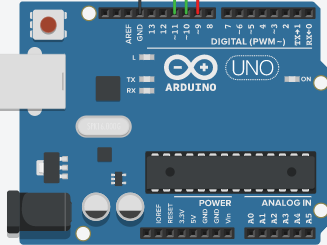 AREF
GND
13
12
~11
~10
~9
8
7
~6
~5
4
~3
2
TX→1
RX←0
DIGITAL (PWM~)
L
TX
RX
UNO
ON
ARDUINO
POWER
ANALOG IN
IOREF
RESET
3.3V
5V
GND
GND
Vin
A0
A1
A2
A3
A4
A5